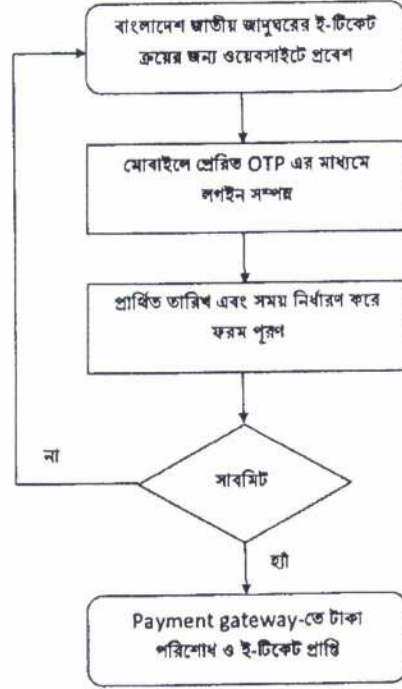 বাংলাদেশ জাতীয় জাদুঘরের ই-টিকেট
ক্রয়ের জন্য ওয়েবসাইটে প্রবেশ
মোবাইলে প্রেরিত OTP এর মাধ্যমে
লগইন সম্পন্ন
প্রার্থিত তারিখ এবং সময় নির্ধারণ করে
ফরম পূরণ
না
সাবমিট
হ্যাঁ
Payment gateway-তে টাকা
পরিশোধ ও ই-টিকেট প্রাপ্তি